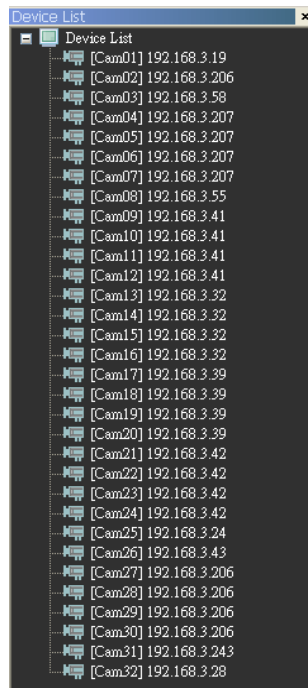 Device List
Device List
[Cam01] 192.168.3.19
[Cam02] 192.168.3.206
[Cam03] 192.168.3.58
[Cam04] 192.168.3.207
[Cam05] 192.168.3.207
[Cam06] 192.168.3.207
[Cam07] 192.168.3.207
[Cam08] 192.168.3.55
[Cam09] 192.168.3.41
[Cam10] 192.168.3.41
[Cam11] 192.168.3.41
[Cam12] 192.168.3.41
[Cam13] 192.168.3.32
[Cam14] 192.168.3.32
[Cam15] 192.168.3.32
[Cam16] 192.168.3.32
[Cam17] 192.168.3.39
[Cam18] 192.168.3.39
[Cam19] 192.168.3.39
[Cam20] 192.168.3.39
[Cam21] 192.168.3.42
[Cam22] 192.168.3.42
[Cam23] 192.168.3.42
[Cam24] 192.168.3.42
[Cam25] 192.168.3.24
[Cam26] 192.168.3.43
[Cam27] 192.168.3.206
[Cam28] 192.168.3.206
[Cam29] 192.168.3.206
[Cam30] 192.168.3.206
[Cam31] 192.168.3.243
[Cam32] 192.168.3.28